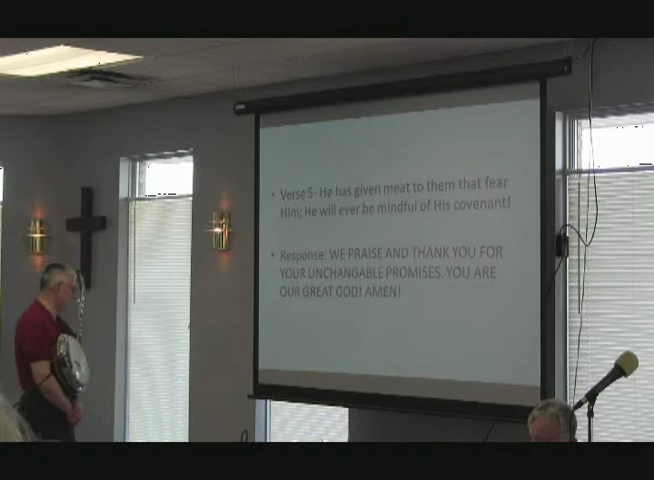 • Verse 5- He has given meat to them that fear
Him; He will ever be mindful of His covenant!
• Response: WE PRAISE AND THANK YOU FOR
YOUR UNCHANGABLE PROMISES. YOU ARE
OUR GREAT GOD! AMEN!